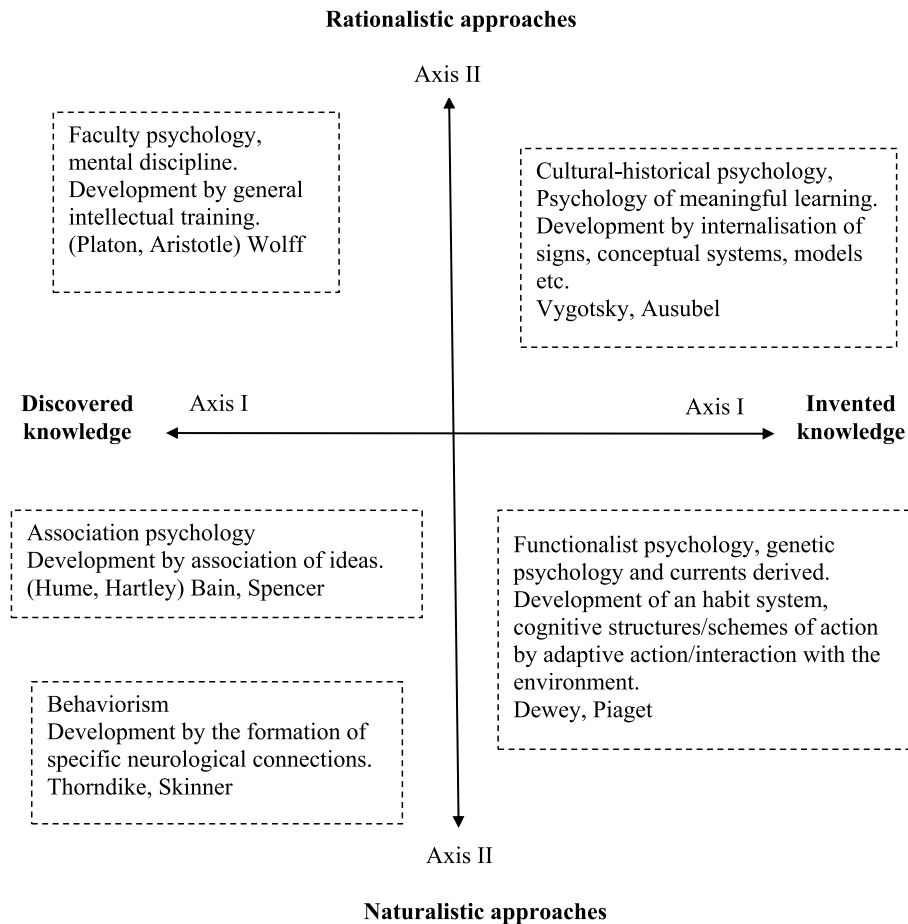 Rationalistic approaches
Axis II
Faculty psychology,
mental discipline.
Development by general
intellectual training.
(Platon, Aristotle) Wolff
Cultural-historical psychology,
Psychology of meaningful learning.
Development by internalisation of
signs, conceptual systems, models
etc.
Vygotsky, Ausubel
Discovered
knowledge
Axis I
Axis I
Invented
knowledge
Association psychology
Development by association of ideas.
(Hume, Hartley) Bain, Spencer
Functionalist psychology, genetic
psychology and currents derived.
Development of an habit system,
cognitive structures/schemes of action
by adaptive action/interaction with the
environment.
Dewey, Piaget
Behaviorism
Development by the formation of
specific neurological connections.
Thorndike, Skinner
Axis II
Naturalistic approaches